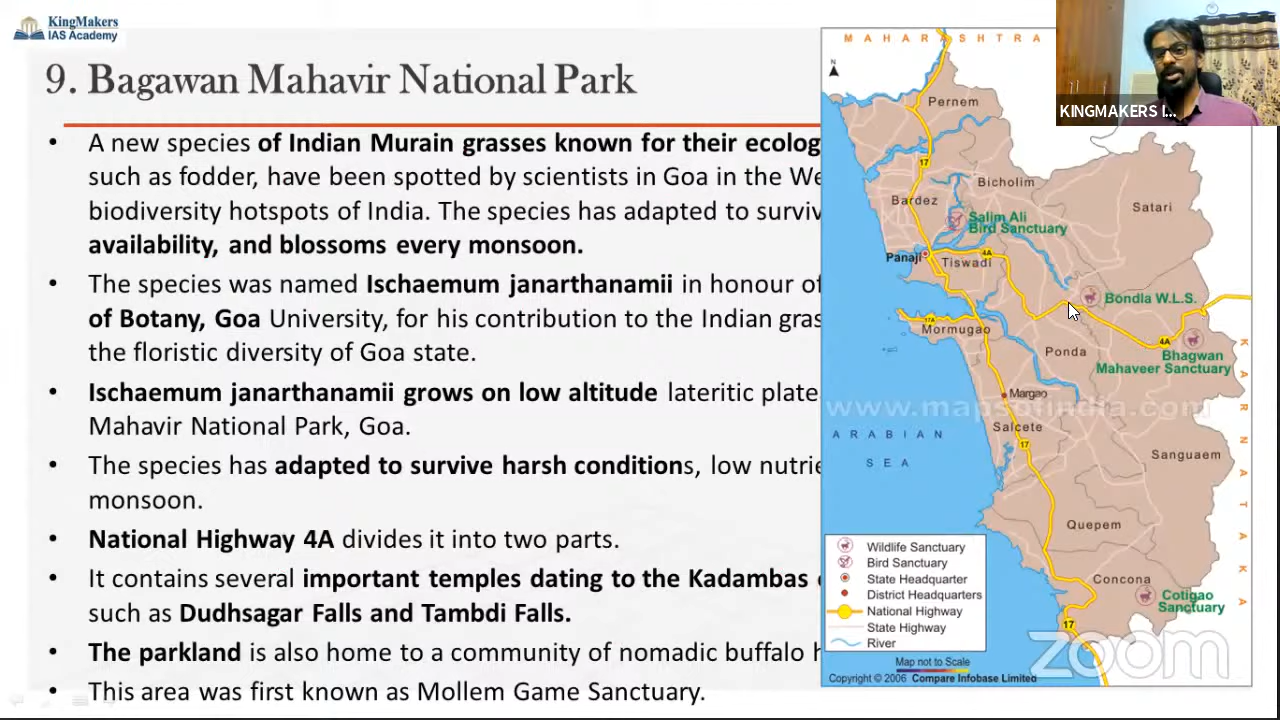 KingMakers
IAS Academy
9. Bagawan Mahavir National Park
• A new species of Indian Murain grasses known for their ecolog
such as fodder, have been spotted by scientists in Goa in the We
biodiversity hotspots of India. The species has adapted to surviv
availability, and blossoms every monsoon.
• The species was named Ischaemum janarthanamii in honour of
of Botany, Goa University, for his contribution to the Indian gras
the floristic diversity of Goa state.
• Ischaemum janarthanamii grows on low altitude lateritic plate
Mahavir National Park, Goa.
• The species has adapted to survive harsh conditions, low nutrie
monsoon.
• National Highway 4A divides it into two parts.
• It contains several important temples dating to the Kadambas
such as Dudhsagar Falls and Tambdi Falls.
• The parkland is also home to a community of nomadic buffalo h
• This area was first known as Mollem Game Sanctuary.
MAHARASHTRA
N
Pernem
17
Bicholim
Bardez
Satari
Salim Ali
Bird Sanctuary
Panaji
Tiswadi
4A
Bondla W.L.S.
17A
Mormugao
4A
Ponda
Bhagwan
Mahaveer Sanctuary
Margao
www.mapsofindia.com
Salcete
ARABIAN
SEA
17
Sanguaem
KARNATAKA
Quepem
Concona
Cotigao
Sanctuary
17
Wildlife Sanctuary
Bird Sanctuary
State Headquarter
District Headquarters
National Highway
State Highway
River
Map not to Scale
Copyright © 2006 Compare Infobase Limited
KINGMAKERS I...
zoom